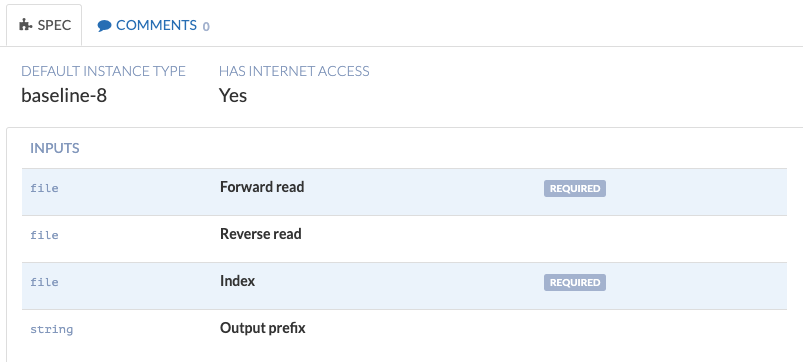 SPEC COMMENTS 0
DEFAULT INSTANCE TYPE HAS INTERNET ACCESS
baseline-8 Yes
INPUTS
file Forward read REQUIRED
file Reverse read
file Index REQUIRED
string Output prefix